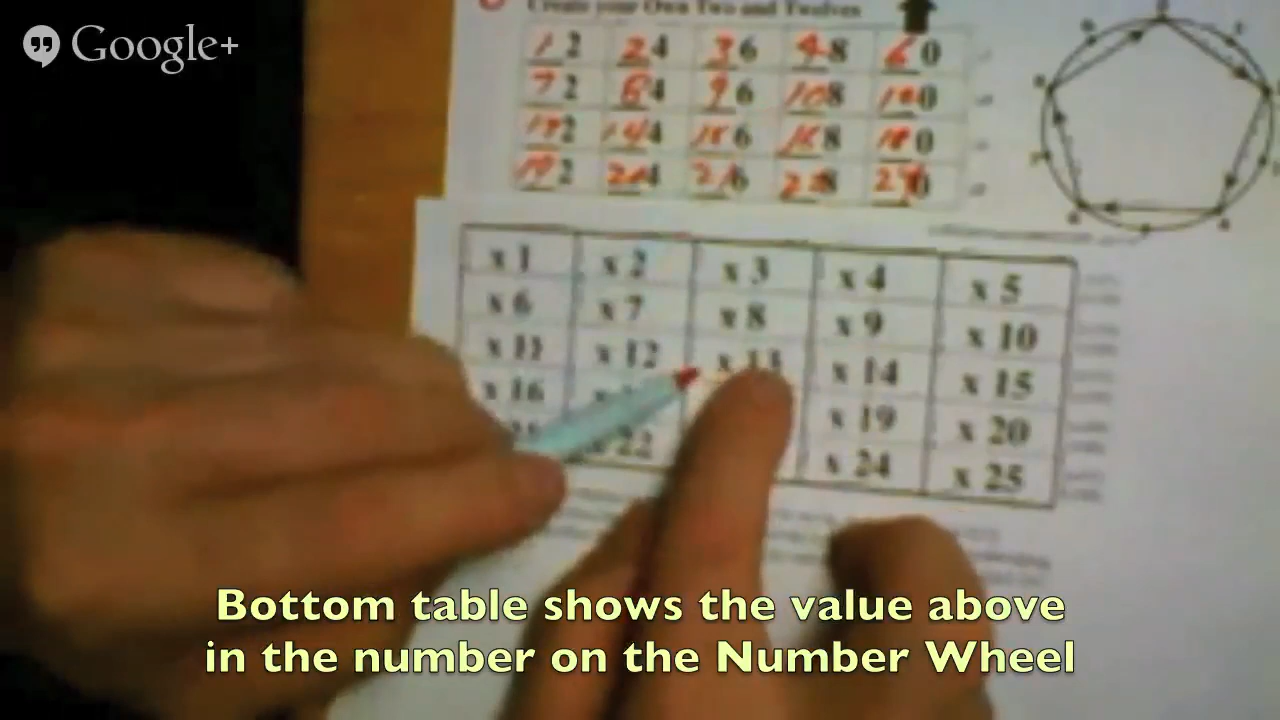 Google+
Create your Own Two and Twelves
12 24 36 48 60
72 84 96 108 120
132 144 156 168 180
192 204 216 228 240
x 1 x 2 x 3 x 4 x 5
x 6 x 7 x 8 x 9 x 10
x 11 x 12 x 13 x 14 x 15
x 16 x 19 x 20
22 x 24 x 25
Bottom table shows the value above
in the number on the Number Wheel